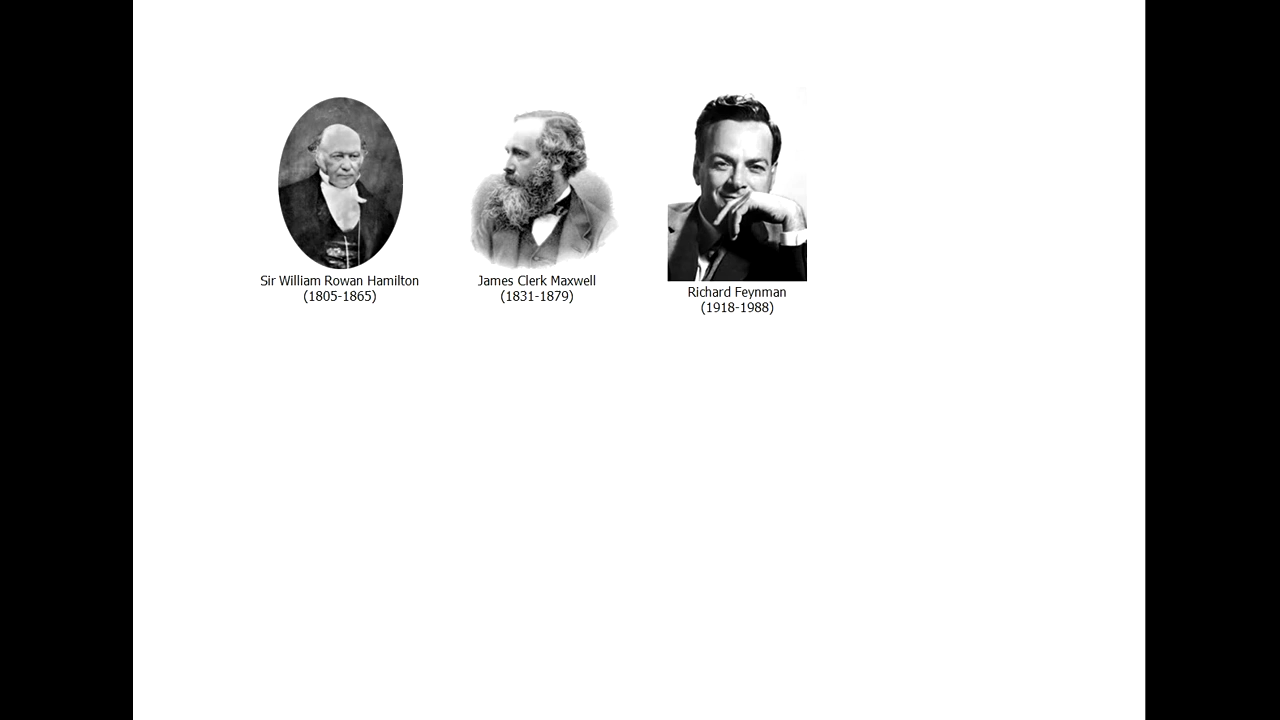 Sir William Rowan Hamilton
(1805-1865)
James Clerk Maxwell
(1831-1879)
Richard Feynman
(1918-1988)